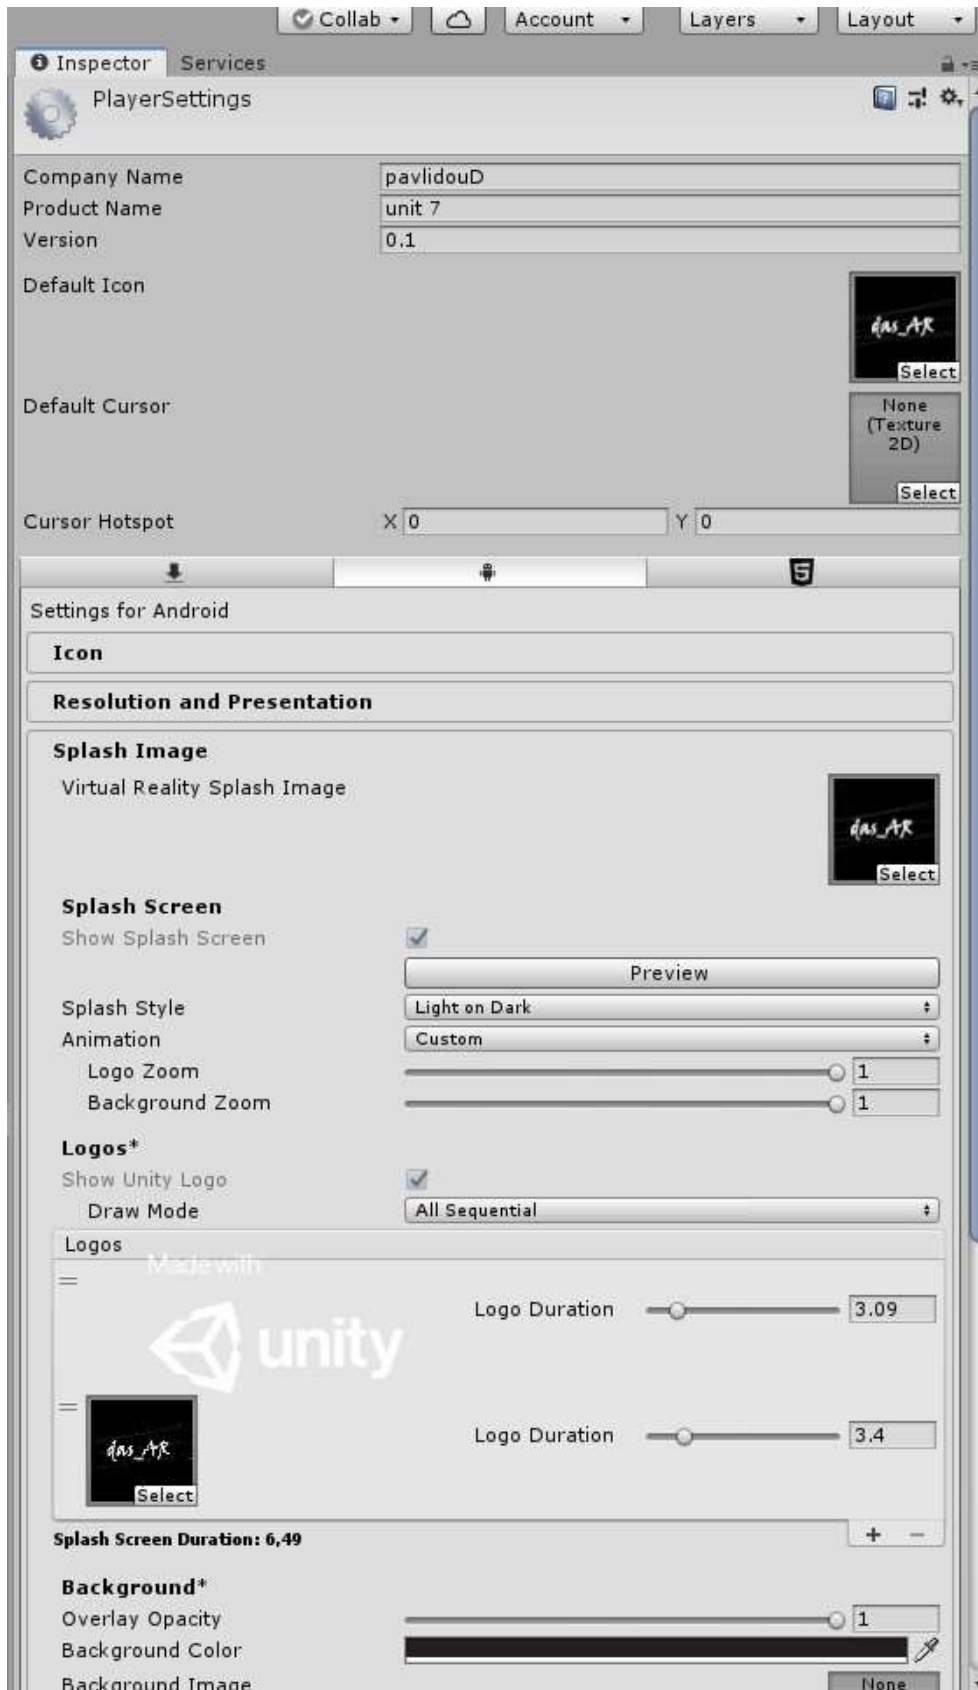 Collab Account Layers Layout
Inspector Services
PlayerSettings
Company Name pavlidouD
Product Name unit 7
Version 0.1
Default Icon
das_AR
Select
Default Cursor
None
(Texture
2D)
Select
Cursor Hotspot X 0 Y 0
Settings for Android
Icon
Resolution and Presentation
Splash Image
Virtual Reality Splash Image
das_AR
Select
Splash Screen
Show Splash Screen
Preview
Splash Style Light on Dark
Animation Custom
Logo Zoom 1
Background Zoom 1
Logos*
Show Unity Logo
Draw Mode All Sequential
Logos
Made with
unity
Logo Duration 3.09
das_AR
Select
Logo Duration 3.4
Splash Screen Duration: 6,49
Background*
Overlay Opacity 1
Background Color
Background Image None